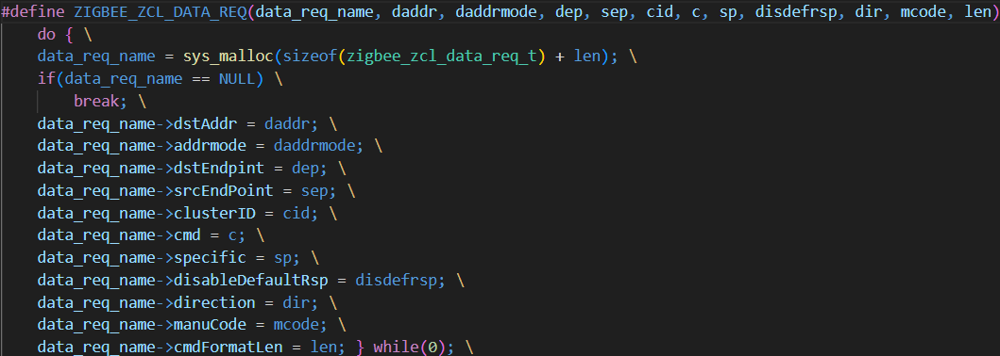 #define ZIGBEE_ZCL_DATA_REQ(data_req_name, daddr, daddrmode, dep, sep, cid, c, sp, disdefrsp, dir, mcode, len)
    do { \
    data_req_name = sys_malloc(sizeof(zigbee_zcl_data_req_t) + len); \
    if(data_req_name == NULL) \
        break; \
    data_req_name->dstAddr = daddr; \
    data_req_name->addrmode = daddrmode; \
    data_req_name->dstEndpint = dep; \
    data_req_name->srcEndPoint = sep; \
    data_req_name->clusterID = cid; \
    data_req_name->cmd = c; \
    data_req_name->specific = sp; \
    data_req_name->disableDefaultRsp = disdefrsp; \
    data_req_name->direction = dir; \
    data_req_name->manuCode = mcode; \
    data_req_name->cmdFormatLen = len; } while(0); \